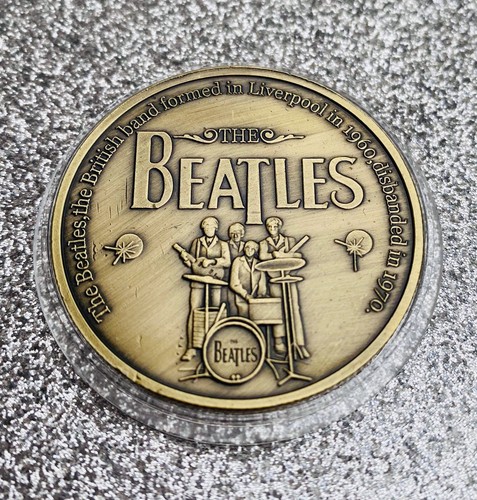 The Beatles,the British band,formed in Liverpool in 1960,disbanded in 1970.
THE
BEATLES
THE
BEATLES